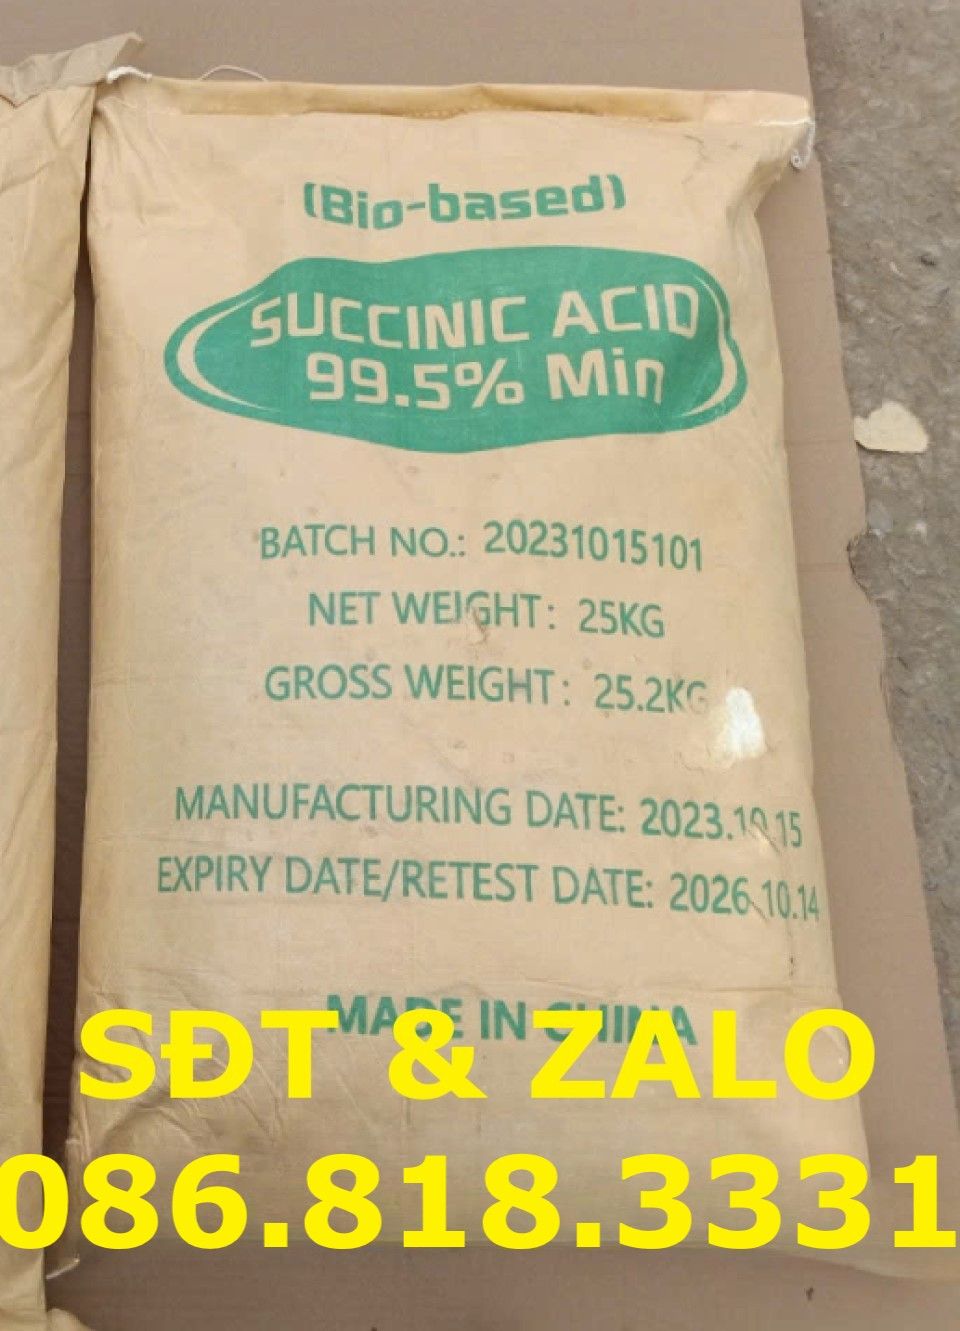 (Bio-based)
SUCCINIC ACID
99.5% Min
BATCH NO.: 20231015101
NET WEIGHT: 25KG
GROSS WEIGHT: 25.2KG
MANUFACTURING DATE: 2023.10.15
EXPIRY DATE/RETEST DATE: 2026.10.14
MADE IN CHINA
SĐT & ZALO
086.818.3331